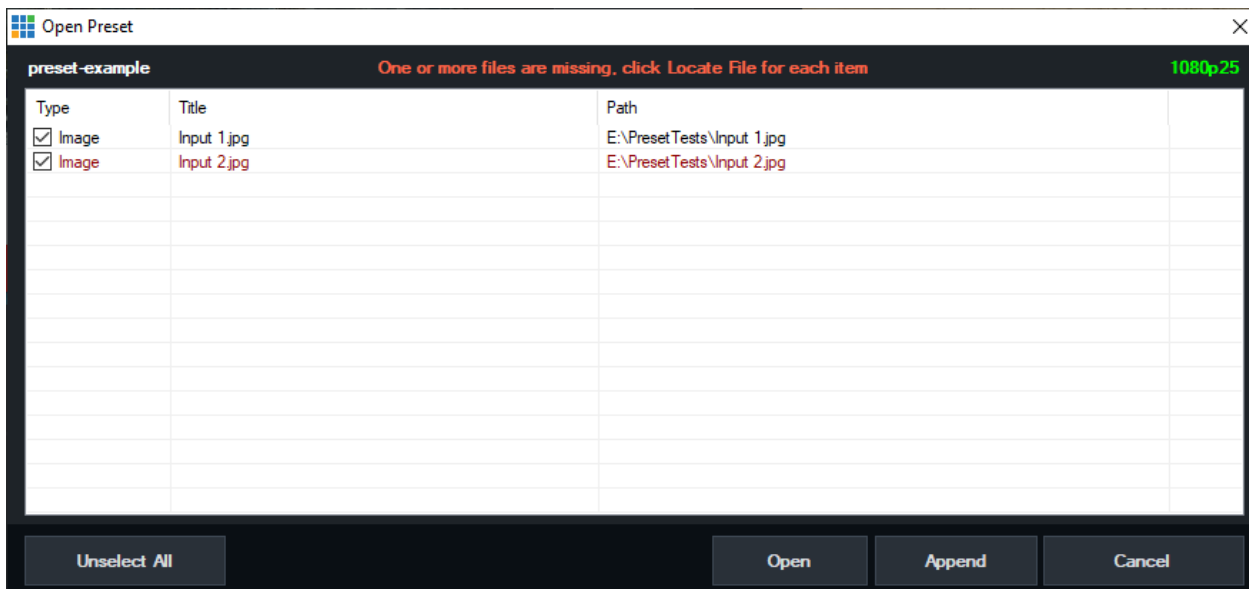 Open Preset
preset-example One or more files are missing, click Locate File for each item 1080p25
Type Title Path
Image Input 1.jpg E:\PresetTests\Input 1.jpg
Image Input 2.jpg E:\PresetTests\Input 2.jpg
Unselect All Open Append Cancel